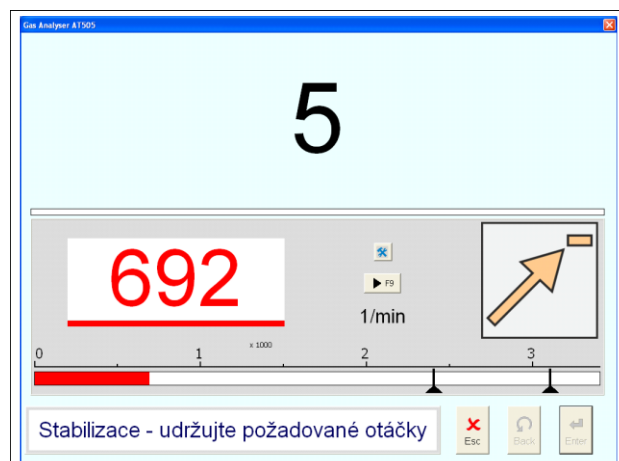 Gas Analyser AT505
5
692
F9
1/min
x 1000
0 1 2 3
Stabilizace - udržujte požadované otáčky
Esc
Back
Enter